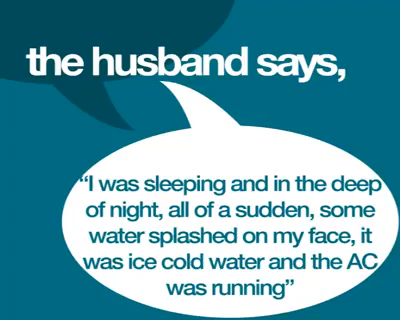 the husband says,
“I was sleeping and in the deep
of night, all of a sudden, some
water splashed on my face, it
was ice cold water and the AC
was running”